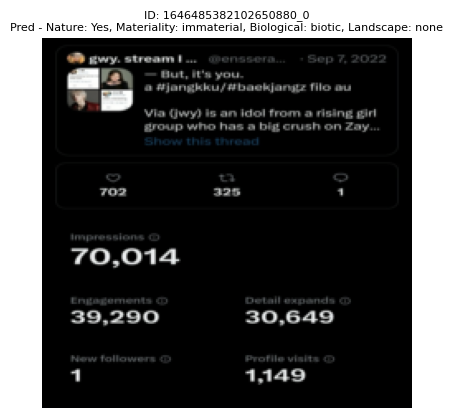 ID: 1646485382102650880_0
Pred - Nature: Yes, Materiality: immaterial, Biological: biotic, Landscape: none
gwy. stream I ... @enssera... · Sep 7, 2022
— But, it's you.
a #jangkku/#baekjangz filo au
Via (jwy) is an idol from a rising girl
group who has a big crush on Zay...
Show this thread
702 325 1
Impressions
70,014
Engagements Detail expands
39,290 30,649
New followers Profile visits
1 1,149